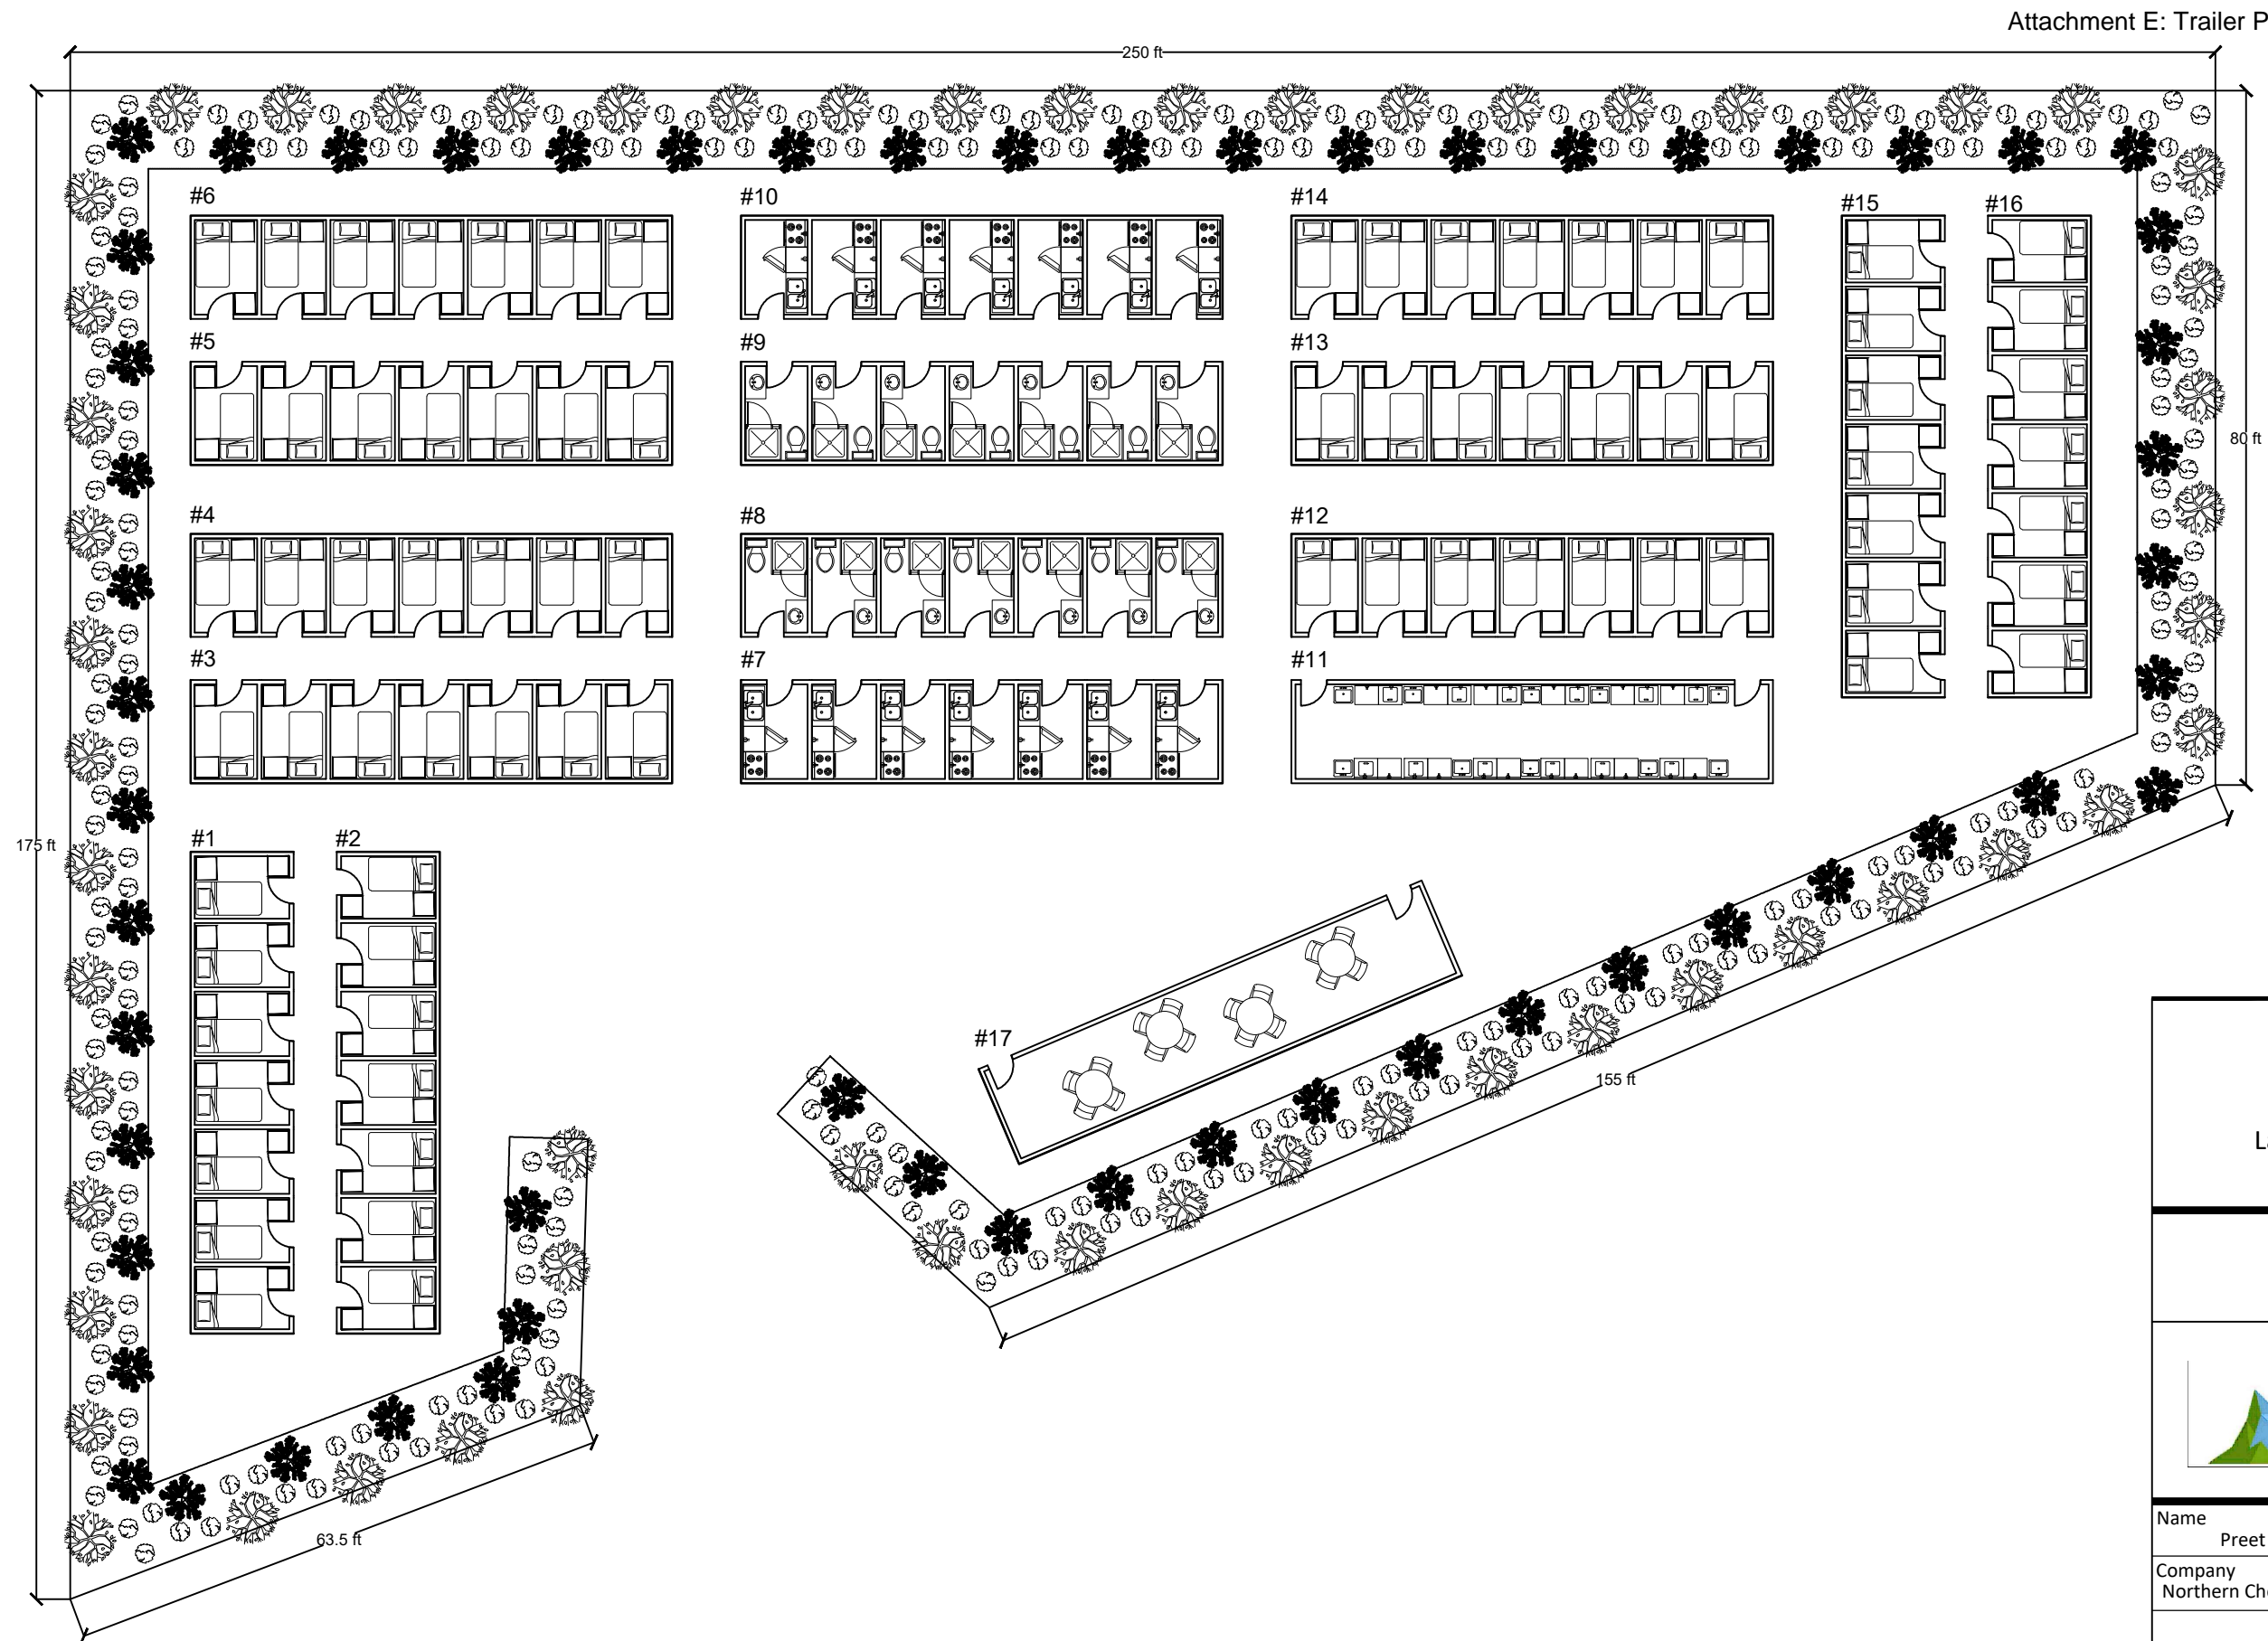 Attachment E: Trailer P
250 ft
#6
#10
#14
#15
#16
#5
#9
#13
80 ft
#4
#8
#12
#3
#7
#11
175 ft
#1
#2
#17
155 ft
63.5 ft
Name
Preet
Company
Northern Ch